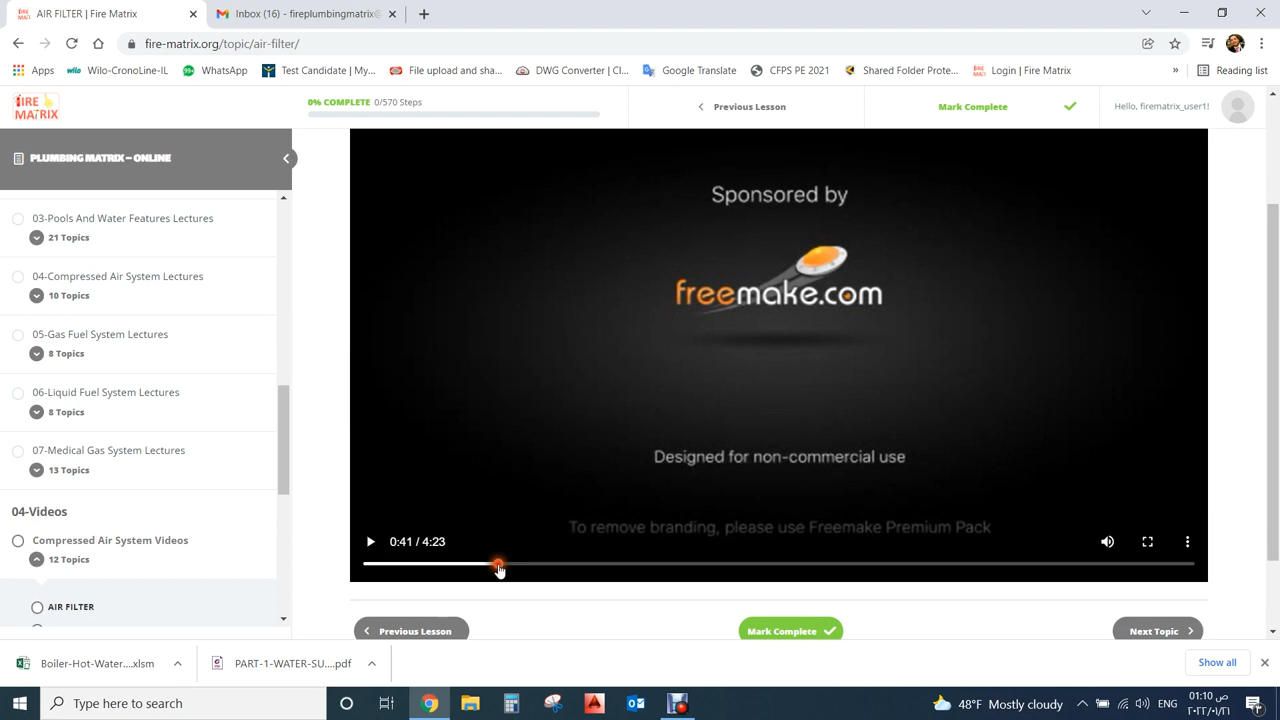 AIR FILTER | Fire Matrix
Inbox (16) - fireplumbingmatrix@
fire-matrix.org/topic/air-filter/
Apps
Wilo-CronoLine-IL
99+ WhatsApp
Test Candidate | My...
File upload and sha...
DWG Converter | Cl...
Google Translate
CFPS PE 2021
Shared Folder Prote...
Login | Fire Matrix
»
Reading list
FIRE
MATRIX
0% COMPLETE 0/570 Steps
Previous Lesson
Mark Complete
Hello, firematrix_user1!
PLUMBING MATRIX – ONLINE
03-Pools And Water Features Lectures
21 Topics
04-Compressed Air System Lectures
10 Topics
05-Gas Fuel System Lectures
8 Topics
06-Liquid Fuel System Lectures
8 Topics
07-Medical Gas System Lectures
13 Topics
04-Videos
Compressed Air System Videos
12 Topics
AIR FILTER
Sponsored by
freemake.com
Designed for non-commercial use
To remove branding, please use Freemake Premium Pack
0:41 / 4:23
Previous Lesson
Mark Complete
Next Topic
Boiler-Hot-Water....xlsm
PART-1-WATER-SU....pdf
Show all
Type here to search
48°F Mostly cloudy
ENG
01:10 ص